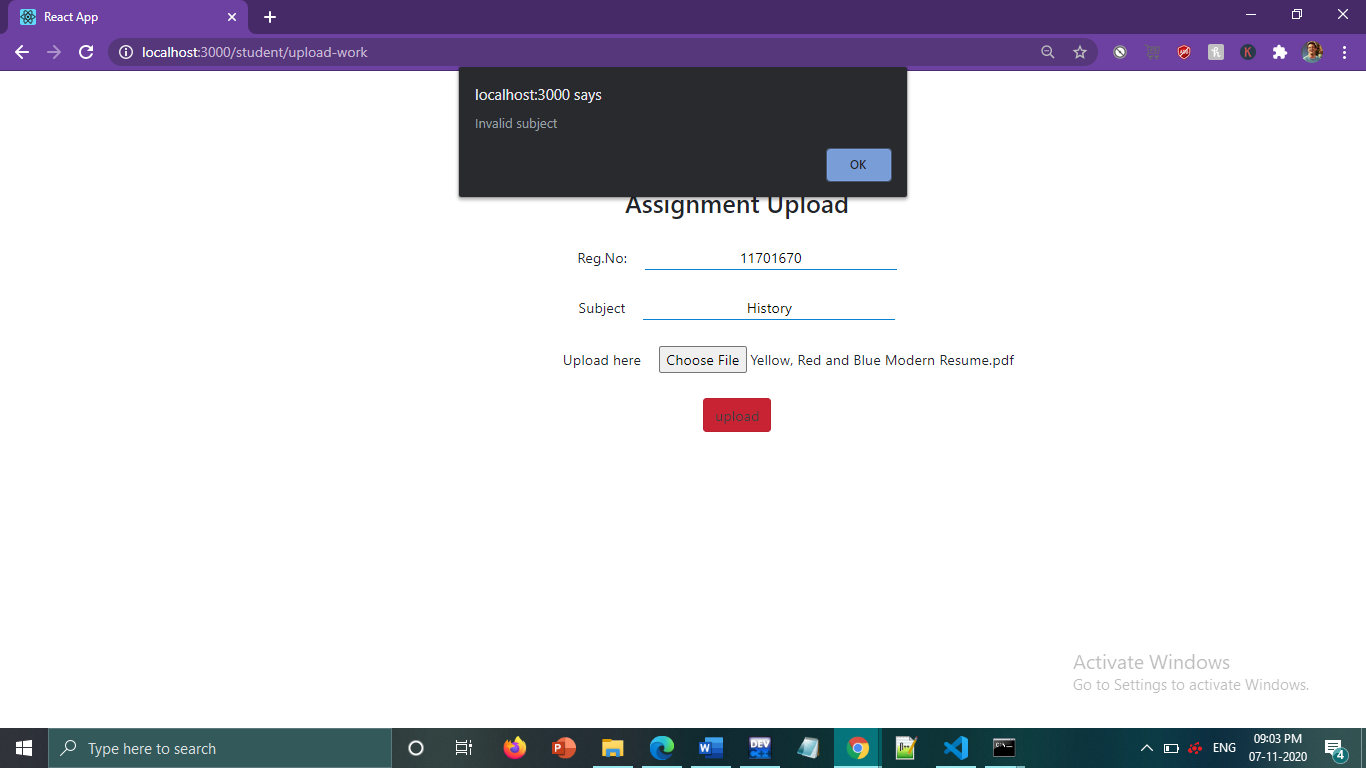 React App
localhost:3000/student/upload-work
localhost:3000 says
Invalid subject
OK
Assignment Upload
Reg.No: 11701670
Subject History
Upload here Choose File Yellow, Red and Blue Modern Resume.pdf
upload
Activate Windows
Go to Settings to activate Windows.
Type here to search
ENG
09:03 PM
07-11-2020
4